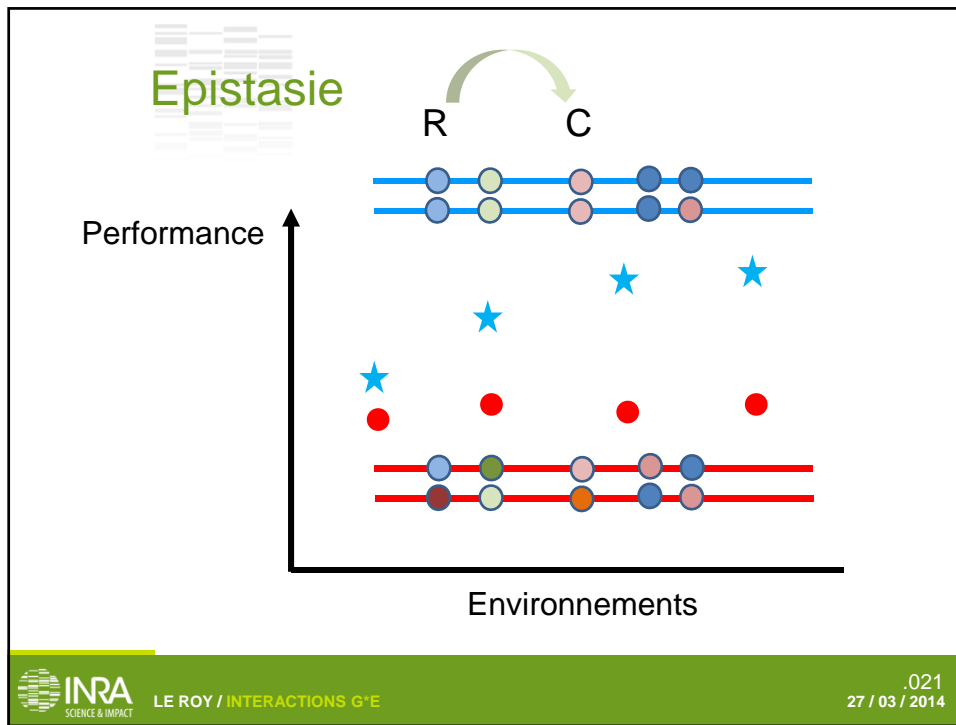 Epistasie
R C
Performance
Environnements
INRA
SCIENCE & IMPACT
LE ROY / INTERACTIONS G*E
.021
27 / 03 / 2014